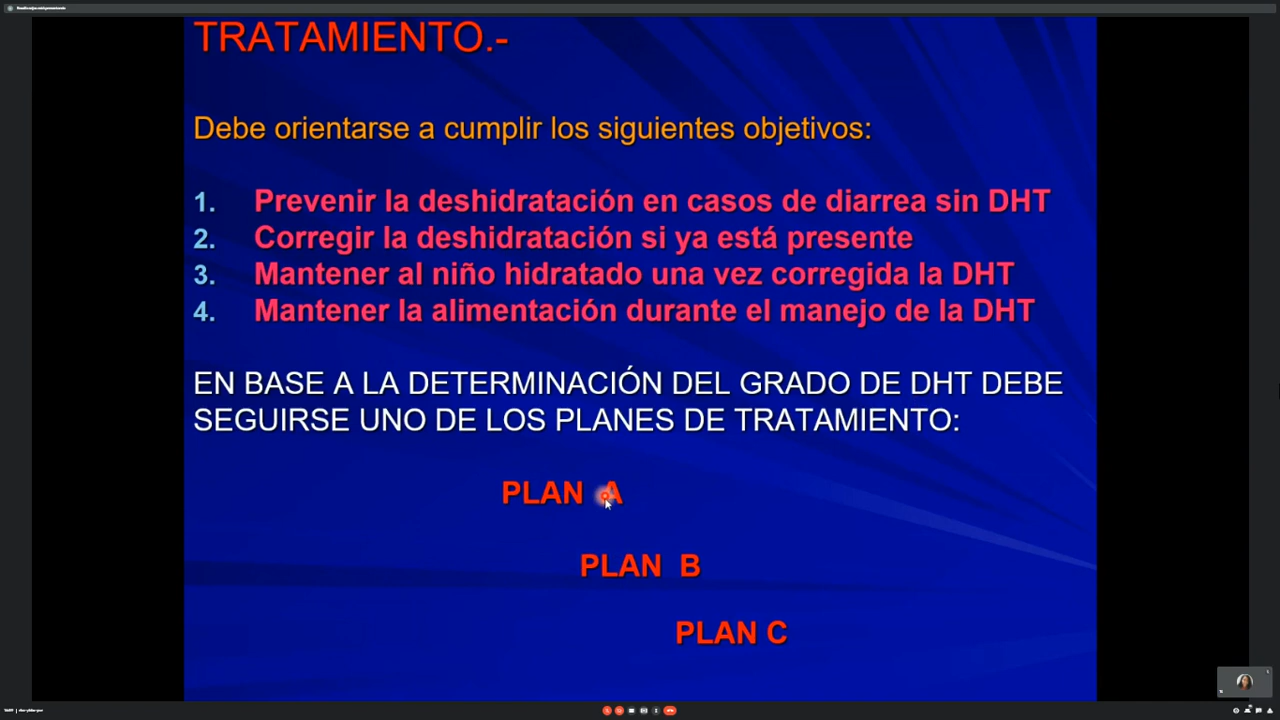 TRATAMIENTO.-
Debe orientarse a cumplir los siguientes objetivos:
1. Prevenir la deshidratación en casos de diarrea sin DHT
2. Corregir la deshidratación si ya está presente
3. Mantener al niño hidratado una vez corregida la DHT
4. Mantener la alimentación durante el manejo de la DHT
EN BASE A LA DETERMINACIÓN DEL GRADO DE DHT DEBE
SEGUIRSE UNO DE LOS PLANES DE TRATAMIENTO:
PLAN A
PLAN B
PLAN C